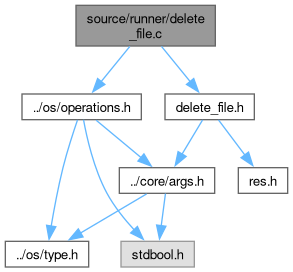 source/runner/delete
_file.c
../os/operations.h
delete_file.h
../core/args.h
res.h
../os/type.h
stdbool.h